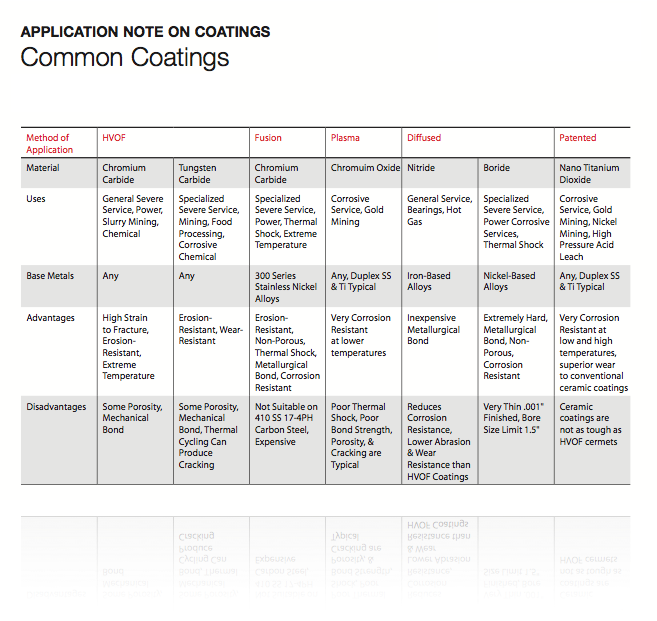 APPLICATION NOTE ON COATINGS
Common Coatings
Method of
Application
HVOF
Fusion
Plasma
Diffused
Patented
Material
Chromium
Carbide
Tungsten
Carbide
Chromium
Carbide
Chromuim Oxide
Nitride
Boride
Nano Titanium
Dioxide
Uses
General Severe
Service, Power,
Slurry Mining,
Chemical
Specialized
Severe Service,
Mining, Food
Processing,
Corrosive
Chemical
Specialized
Severe Service,
Power, Thermal
Shock, Extreme
Temperature
Corrosive
Service, Gold
Mining
General Service,
Bearings, Hot
Gas
Specialized
Severe Service,
Power Corrosive
Services,
Thermal Shock
Corrosive
Service, Gold
Mining, Nickel
Mining, High
Pressure Acid
Leach
Base Metals
Any
Any
300 Series
Stainless Nickel
Alloys
Any, Duplex SS
& Ti Typical
Iron-Based
Alloys
Nickel-Based
Alloys
Any, Duplex SS
& Ti Typical
Advantages
High Strain
to Fracture,
Erosion-
Resistant,
Extreme
Temperature
Erosion-
Resistant, Wear-
Resistant
Erosion-
Resistant,
Non-Porous,
Thermal Shock,
Metallurgical
Bond, Corrosion
Resistant
Very Corrosion
Resistant
at lower
temperatures
Inexpensive
Metallurgical
Bond
Extremely Hard,
Metallurgical
Bond, Non-
Porous,
Corrosion
Resistant
Very Corrosion
Resistant at
low and high
temperatures,
superior wear
to conventional
ceramic coatings
Disadvantages
Some Porosity,
Mechanical
Bond
Some Porosity,
Mechanical
Bond, Thermal
Cycling Can
Produce
Cracking
Not Suitable on
410 SS 17-4PH
Carbon Steel,
Expensive
Poor Thermal
Shock, Poor
Bond Strength,
Porosity, &
Cracking are
Typical
Reduces
Corrosion
Resistance,
Lower Abrasion
& Wear
Resistance than
HVOF Coatings
Very Thin .001"
Finished, Bore
Size Limit 1.5"
Ceramic
coatings are
not as tough as
HVOF cermets